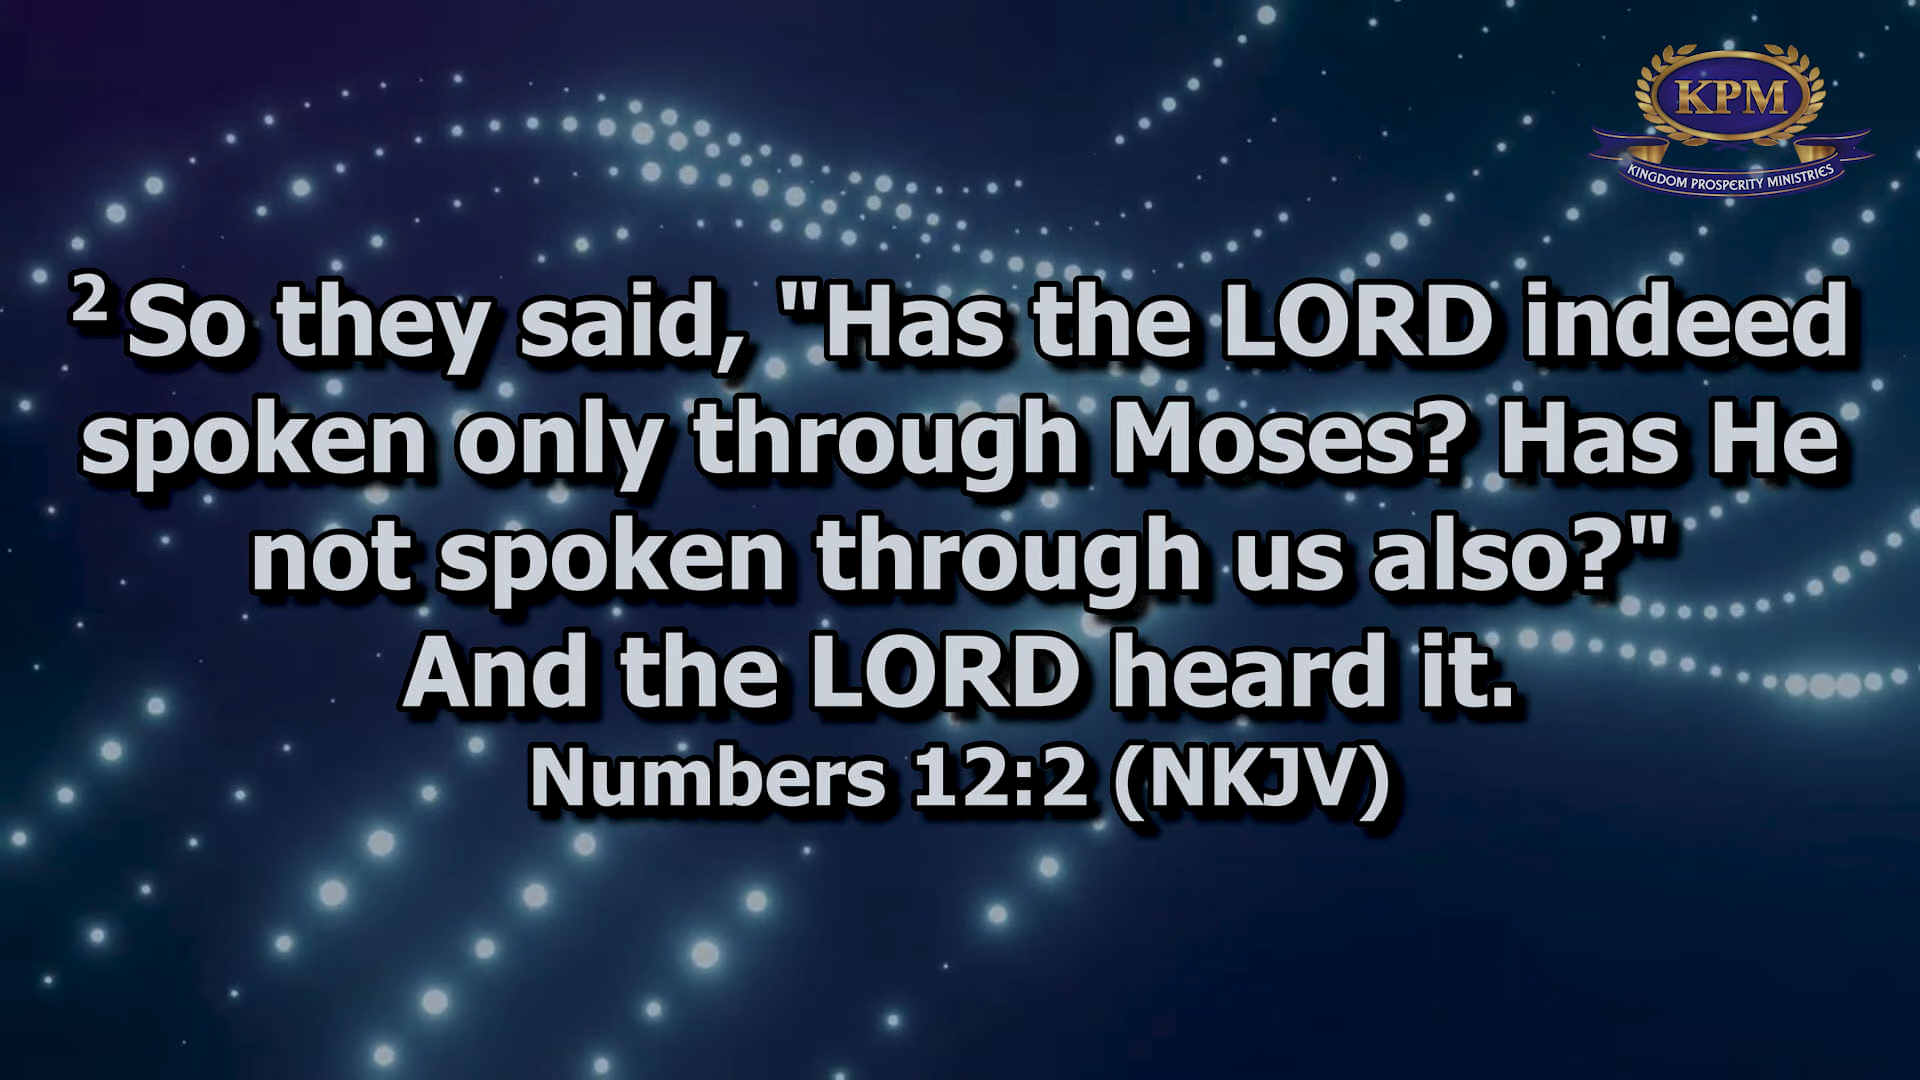 KPM
KINGDOM PROSPERITY MINISTRIES
² So they said, "Has the LORD indeed
spoken only through Moses? Has He
not spoken through us also?"
And the LORD heard it.
Numbers 12:2 (NKJV)